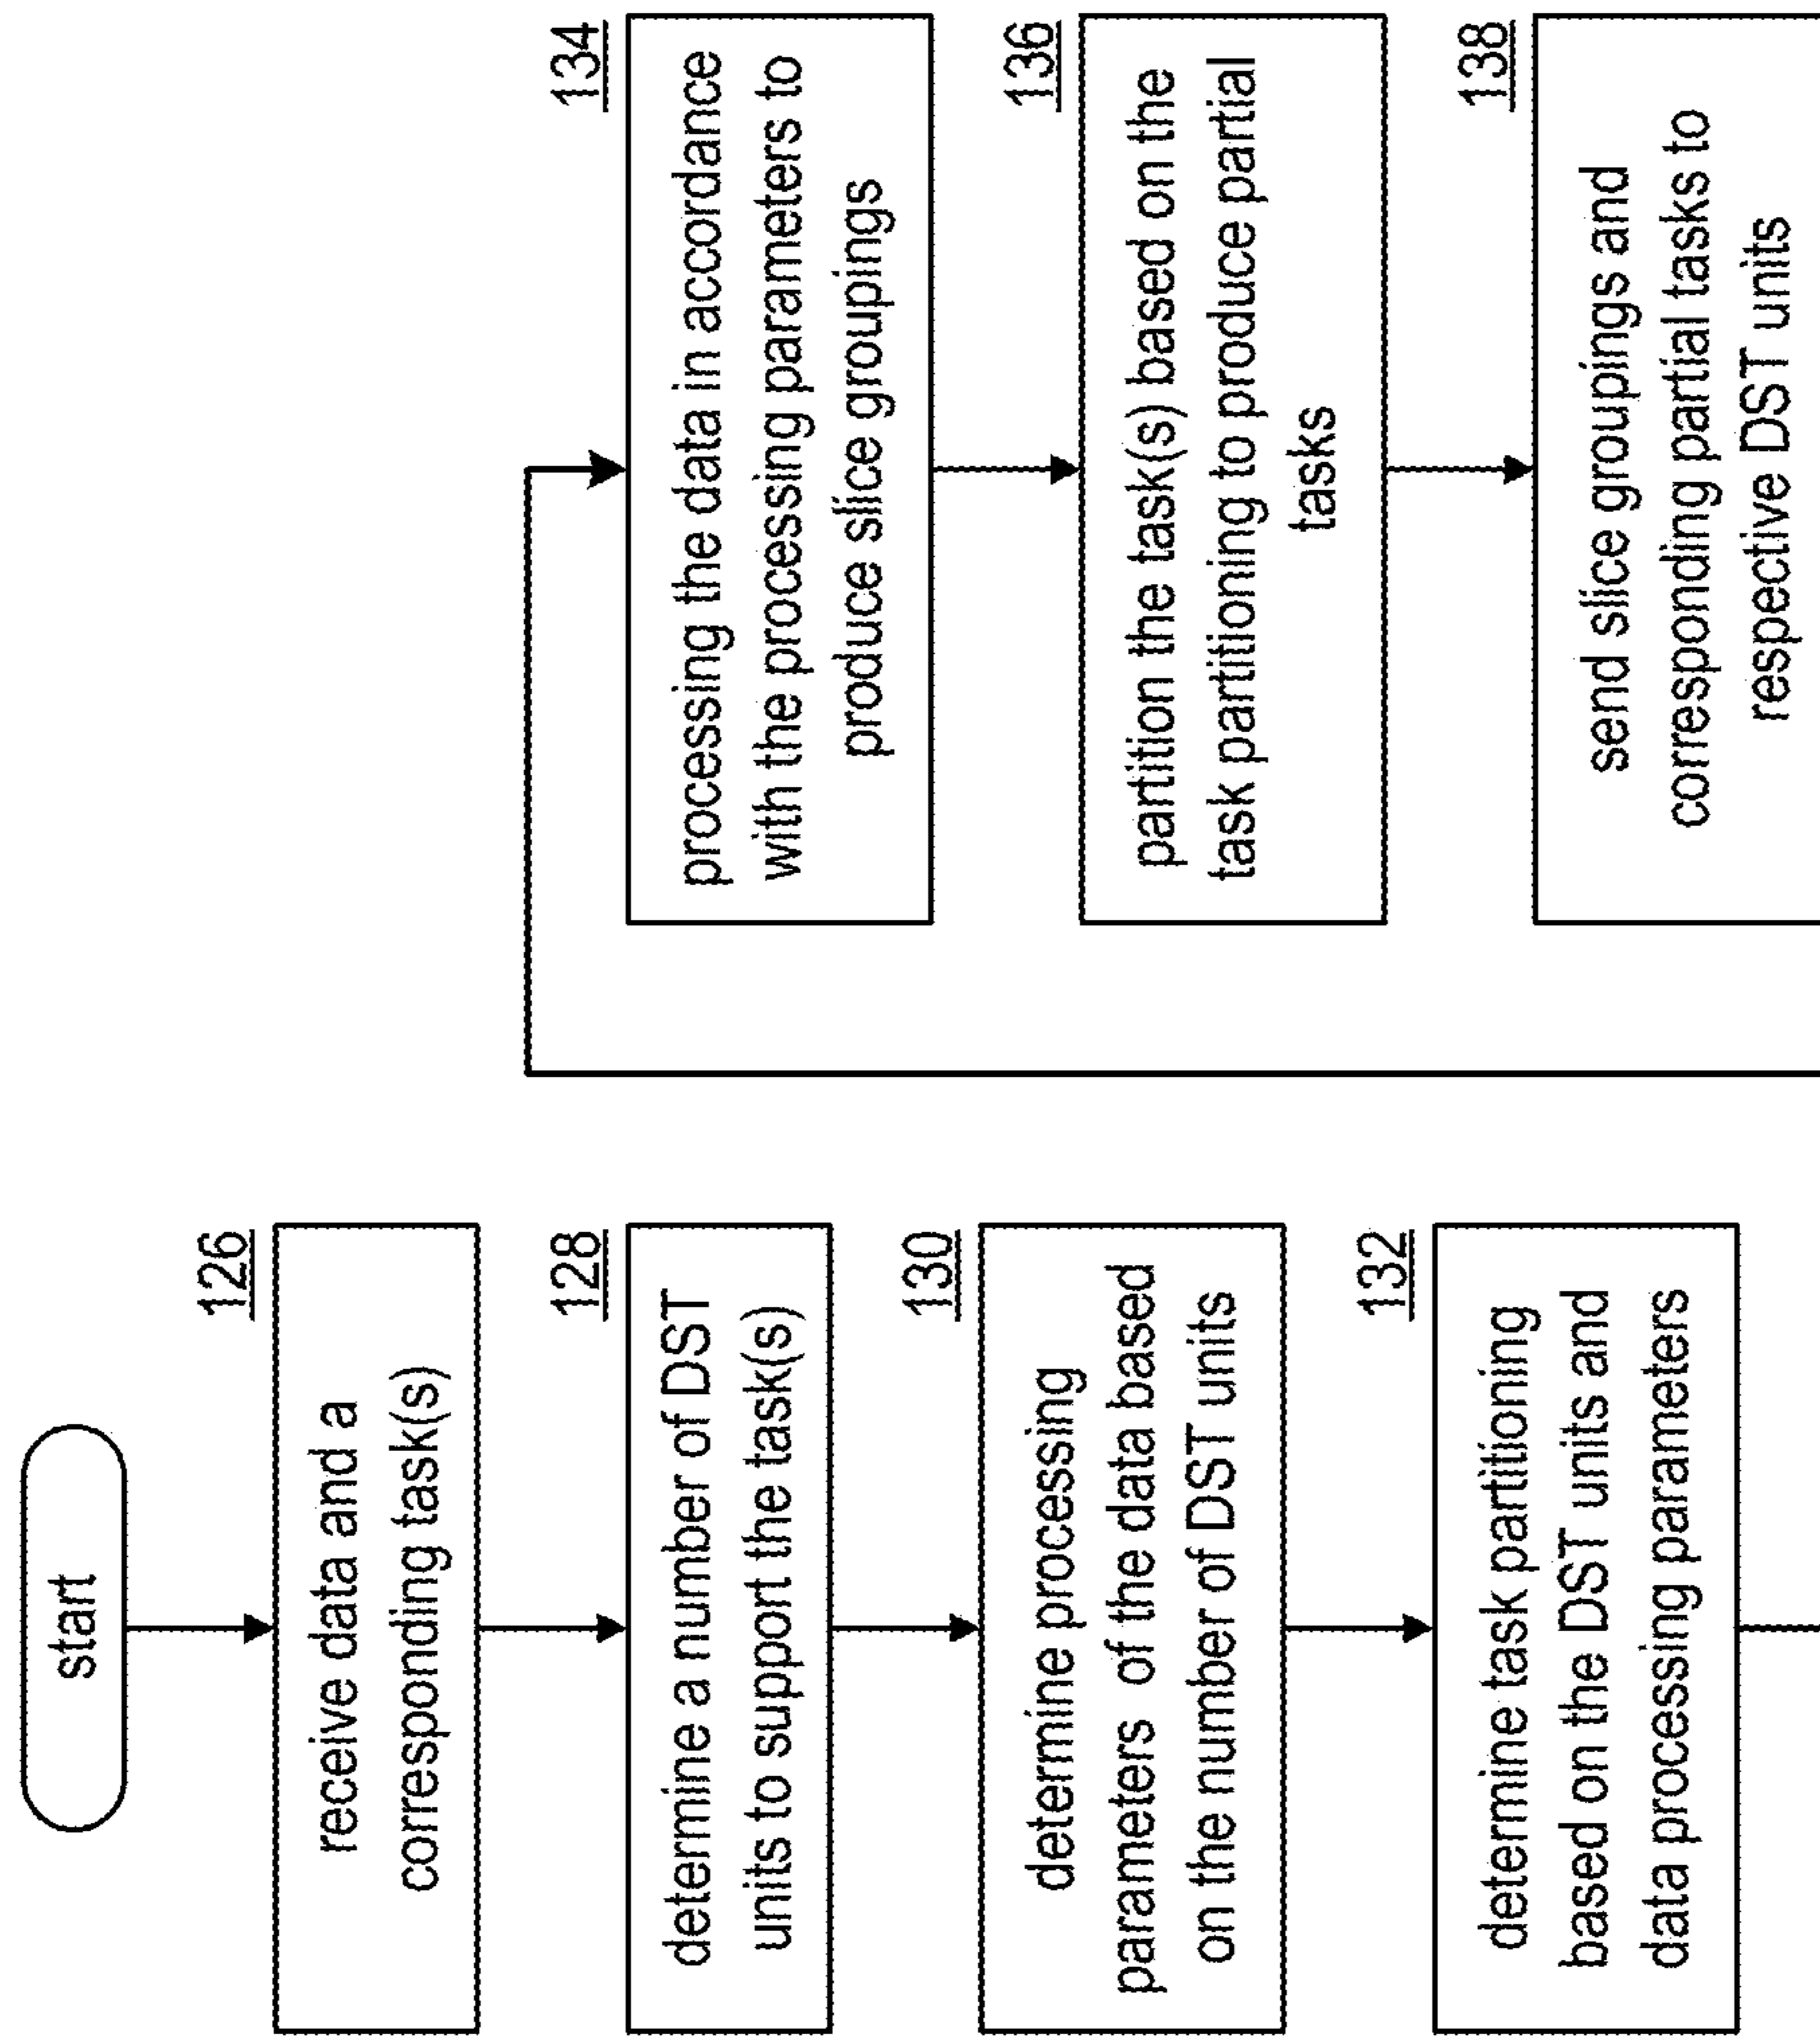 start
126
receive data and a
corresponding task(s)
128
determine a number of DST
units to support the task(s)
130
determine processing
parameters of the data based
on the number of DST units
132
determine task partitioning
based on the DST units and
data processing parameters
134
processing the data in accordance
with the processing parameters to
produce slice groupings
136
partition the task(s) based on the
task partitioning to produce partial
tasks
138
send slice groupings and
corresponding partial tasks to
respective DST units